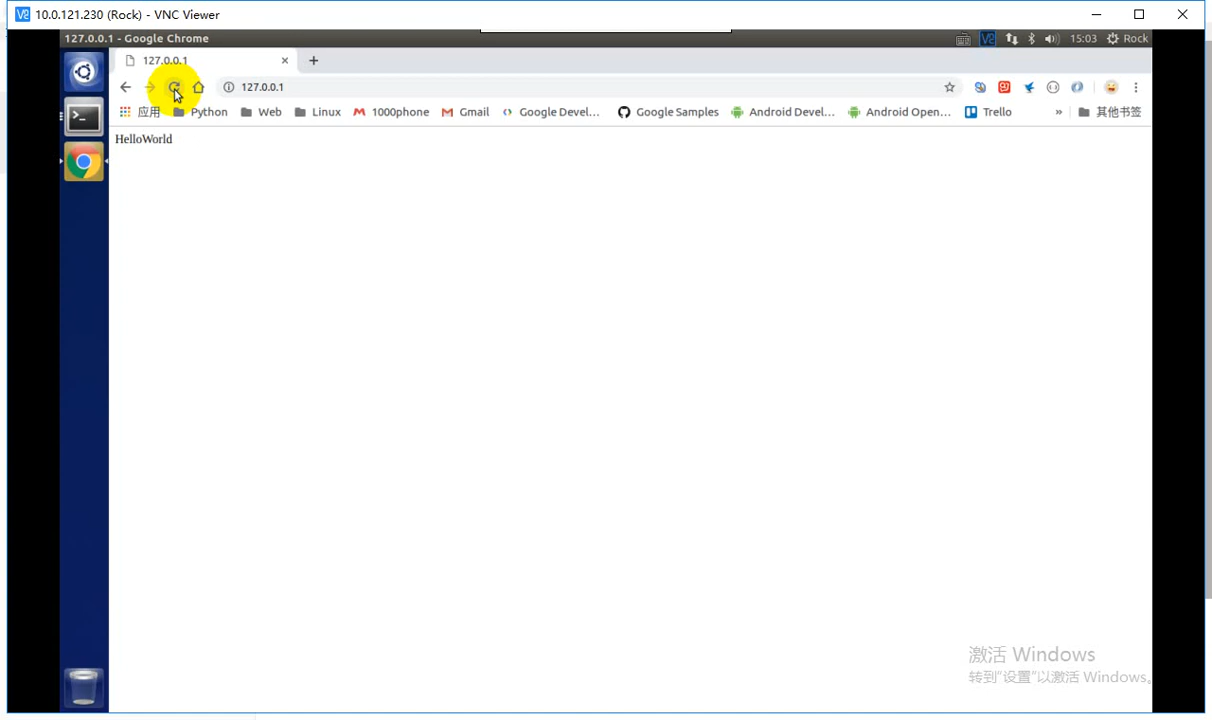 10.0.121.230 (Rock) - VNC Viewer
127.0.0.1 - Google Chrome 15:03 Rock
127.0.0.1
127.0.0.1
应用 Python Web Linux 1000phone Gmail Google Devel... Google Samples Android Devel... Android Open... Trello » 其他书签
HelloWorld
激活 Windows
转到"设置"以激活 Windows。